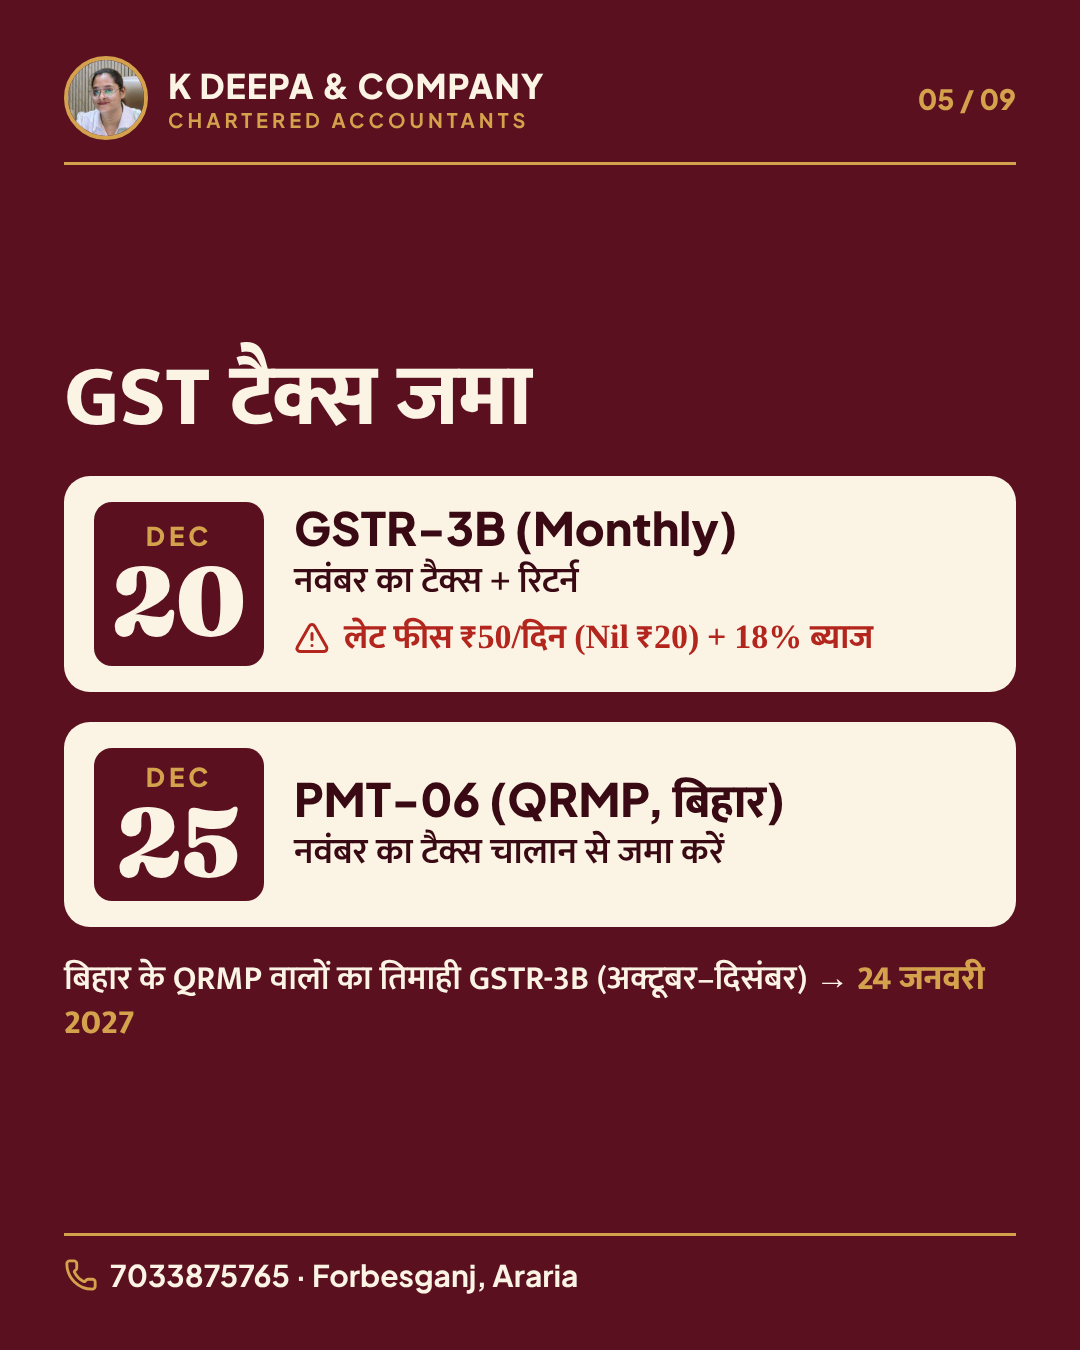 K DEEPA & COMPANY
CHARTERED ACCOUNTANTS
05 / 09
GST टैक्स जमा
DEC
20
GSTR-3B (Monthly)
नवंबर का टैक्स + रिटर्न
लेट फीस ₹50/दिन (Nil ₹20) + 18% ब्याज
DEC
25
PMT-06 (QRMP, बिहार)
नवंबर का टैक्स चालान से जमा करें
बिहार के QRMP वालों का तिमाही GSTR-3B (अक्टूबर–दिसंबर) → 24 जनवरी
2027
7033875765 · Forbesganj, Araria